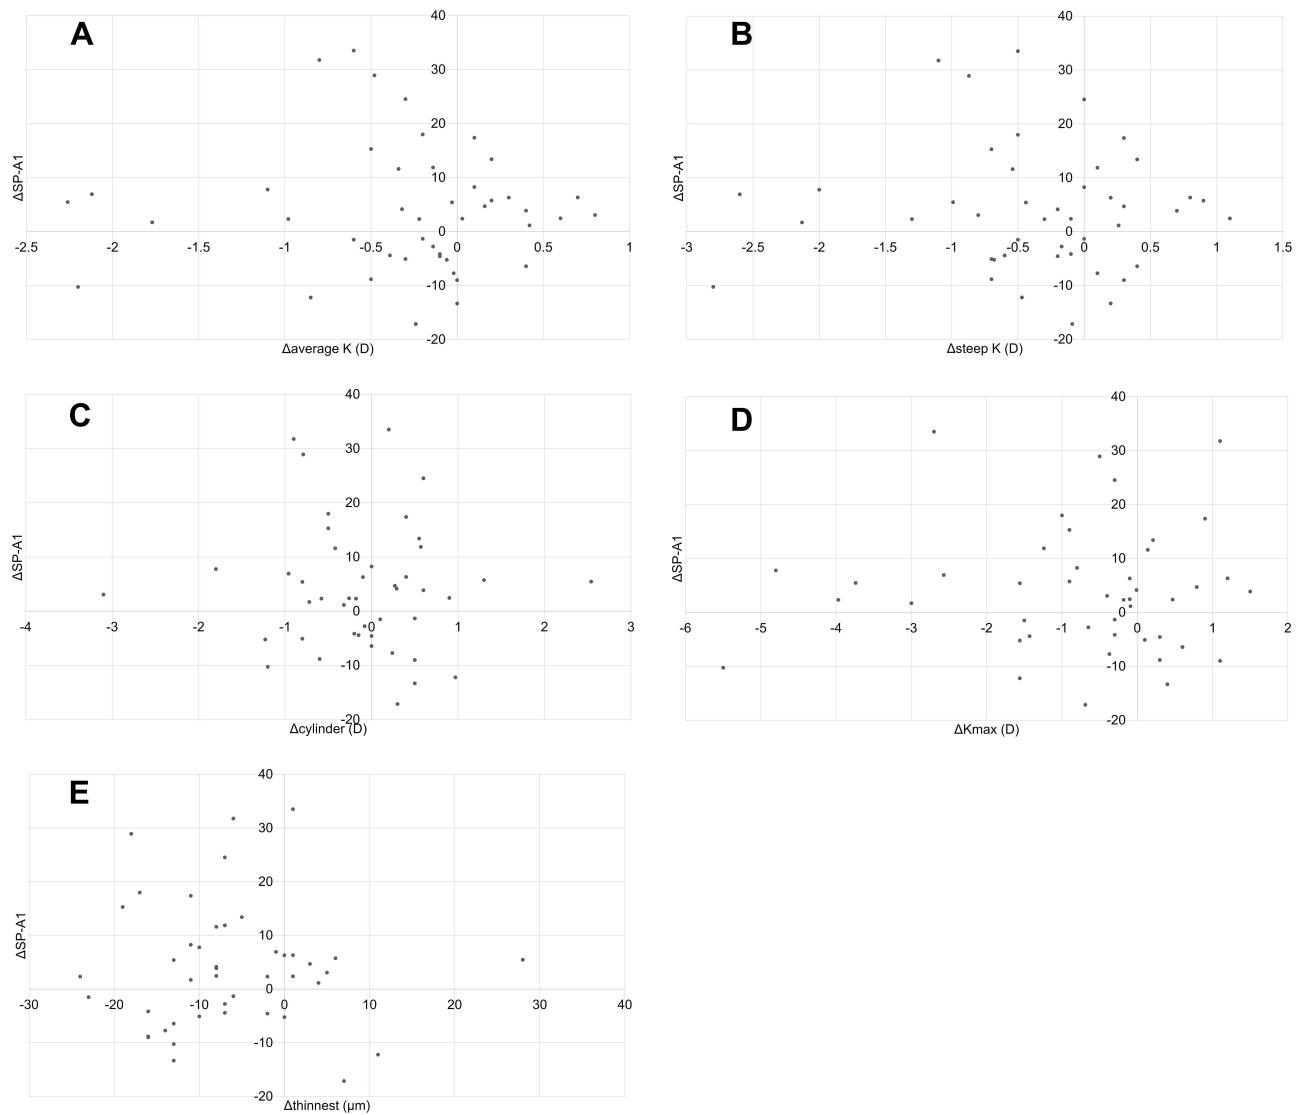 A
40
30
20
10
0
-10
-20
-2.5 -2 -1.5 -1 -0.5 0 0.5 1
ΔSP-A1
Δaverage K (D)
B
40
30
20
10
0
-10
-20
-3 -2.5 -2 -1.5 -1 -0.5 0 0.5 1 1.5
ΔSP-A1
Δsteep K (D)
C
40
30
20
10
0
-10
-20
-4 -3 -2 -1 0 1 2 3
ΔSP-A1
Δcylinder (D)
D
40
30
20
10
0
-10
-20
-6 -5 -4 -3 -2 -1 0 1 2
ΔSP-A1
ΔKmax (D)
E
40
30
20
10
0
-10
-20
-30 -20 -10 0 10 20 30 40
ΔSP-A1
Δthinnest (μm)